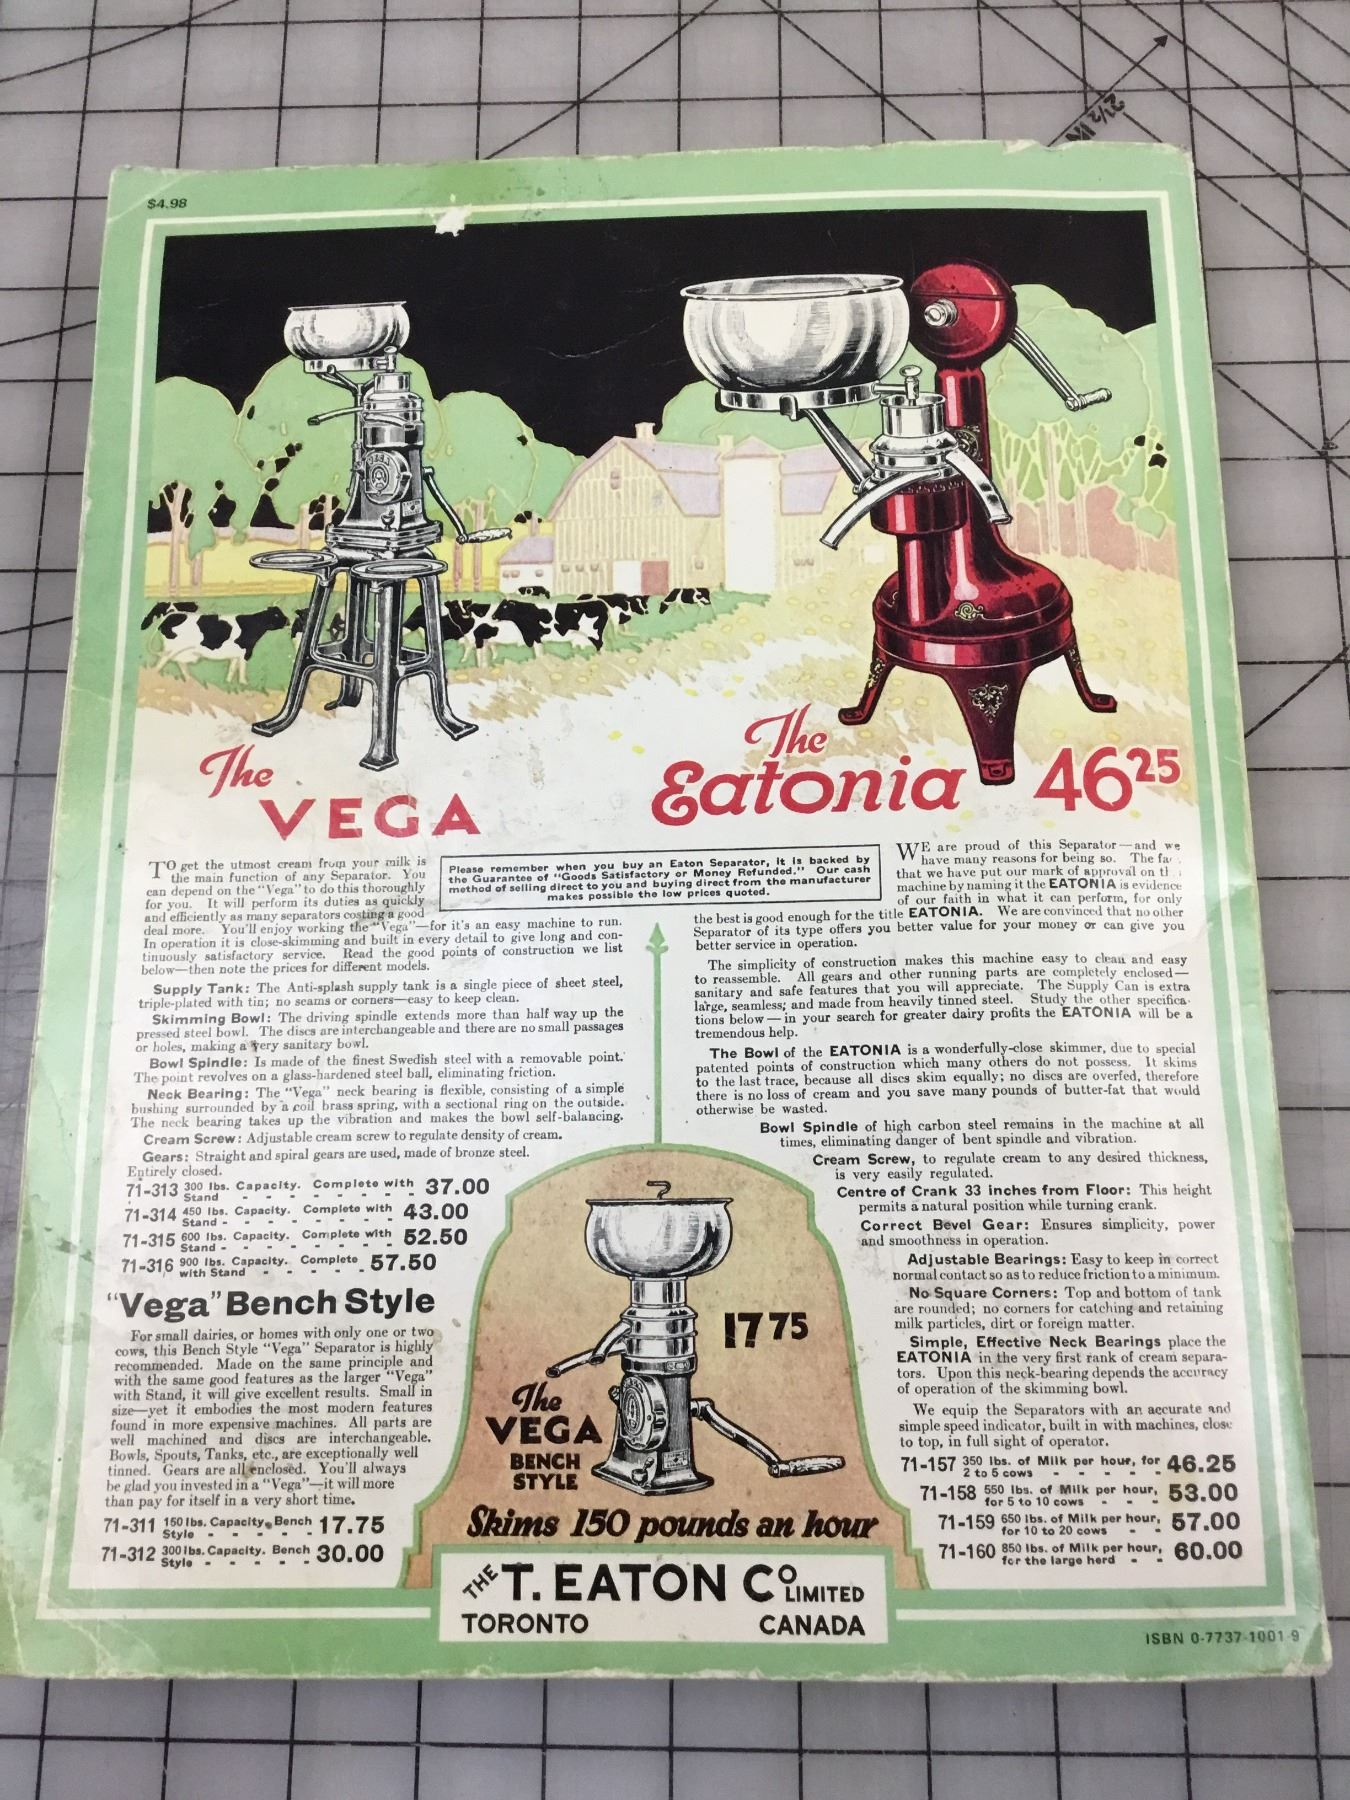 2½ IN
$4.98
The
VEGA
The
Eatonia 46 25
TO get the utmost cream from your milk is
the main function of any Separator. You
can depend on the "Vega" to do this thoroughly
for you. It will perform its duties as quickly
and efficiently as many separators costing a good
deal more. You'll enjoy working the "Vega"—for it's an easy machine to run.
In operation it is close-skimming and built in every detail to give long and con-
tinuously satisfactory service. Read the good points of construction we list
below—then note the prices for different models.
Supply Tank: The Anti-splash supply tank is a single piece of sheet steel,
triple-plated with tin; no seams or corners—easy to keep clean.
Skimming Bowl: The driving spindle extends more than half way up the
pressed steel bowl. The discs are interchangeable and there are no small passages
or holes, making a very sanitary bowl.
Bowl Spindle: Is made of the finest Swedish steel with a removable point.
The point revolves on a glass-hardened steel ball, eliminating friction.
Neck Bearing: The "Vega" neck bearing is flexible, consisting of a simple
bushing surrounded by a coil brass spring, with a sectional ring on the outside.
The neck bearing takes up the vibration and makes the bowl self-balancing.
Cream Screw: Adjustable cream screw to regulate density of cream.
Gears: Straight and spiral gears are used, made of bronze steel.
Entirely closed.
71-313 300 lbs. Capacity. Complete with
Stand - - - - - - - - 37.00
71-314 450 lbs. Capacity. Complete with
Stand - - - - - - - - 43.00
71-315 600 lbs. Capacity. Complete with
Stand - - - - - - - - 52.50
71-316 900 lbs. Capacity. Complete
with Stand - - - - - 57.50
"Vega" Bench Style
For small dairies, or homes with only one or two
cows, this Bench Style "Vega" Separator is highly
recommended. Made on the same principle and
with the same good features as the larger "Vega"
with Stand, it will give excellent results. Small in
size—yet it embodies the most modern features
found in more expensive machines. All parts are
well machined and discs are interchangeable.
Bowls, Spouts, Tanks, etc., are exceptionally well
tinned. Gears are all enclosed. You'll always
be glad you invested in a "Vega"—it will more
than pay for itself in a very short time.
71-311 150 lbs. Capacity. Bench
Style - - - - - - 17.75
71-312 300 lbs. Capacity. Bench
Style - - - - - - 30.00
Please remember when you buy an Eaton Separator, it is backed by
the Guarantee of "Goods Satisfactory or Money Refunded." Our cash
method of selling direct to you and buying direct from the manufacturer
makes possible the low prices quoted.
WE are proud of this Separator—and we
have many reasons for being so. The
that we have put our mark of approval on
machine by naming it the EATONIA is evidence
of our faith in what it can perform, for only
the best is good enough for the title EATONIA. We are convinced that no other
Separator of its type offers you better value for your money or can give you
better service in operation.
The simplicity of construction makes this machine easy to clean and easy
to reassemble. All gears and other running parts are completely enclosed—
sanitary and safe features that you will appreciate. The Supply Can is extra
large, seamless; and made from heavily tinned steel. Study the other specifica-
tions below—in your search for greater dairy profits the EATONIA will be a
tremendous help.
The Bowl of the EATONIA is a wonderfully-close skimmer, due to special
patented points of construction which many others do not possess. It skims
to the last trace, because all discs skim equally; no discs are overfed, therefore
there is no loss of cream and you save many pounds of butter-fat that would
otherwise be wasted.
Bowl Spindle of high carbon steel remains in the machine at all
times, eliminating danger of bent spindle and vibration.
Cream Screw, to regulate cream to any desired thickness,
is very easily regulated.
Centre of Crank 33 inches from Floor: This height
permits a natural position while turning crank.
Correct Bevel Gear: Ensures simplicity, power
and smoothness in operation.
Adjustable Bearings: Easy to keep in correct
normal contact so as to reduce friction to a minimum.
No Square Corners: Top and bottom of tank
are rounded; no corners for catching and retaining
milk particles, dirt or foreign matter.
Simple, Effective Neck Bearings place the
EATONIA in the very first rank of cream separa-
tors. Upon this neck-bearing depends the accuracy
of operation of the skimming bowl.
We equip the Separators with an accurate and
simple speed indicator, built in with machines, close
to top, in full sight of operator.
71-157 350 lbs. of Milk per hour, for
2 to 5 cows - - - - - 46.25
71-158 550 lbs. of Milk per hour,
for 5 to 10 cows - - - 53.00
71-159 650 lbs. of Milk per hour,
for 10 to 20 cows - - 57.00
71-160 850 lbs. of Milk per hour,
for the large herd - - 60.00
17 75
The
VEGA
BENCH
STYLE
Skims 150 pounds an hour
THE T. EATON CO LIMITED
TORONTO CANADA
ISBN 0-7737-1001-9